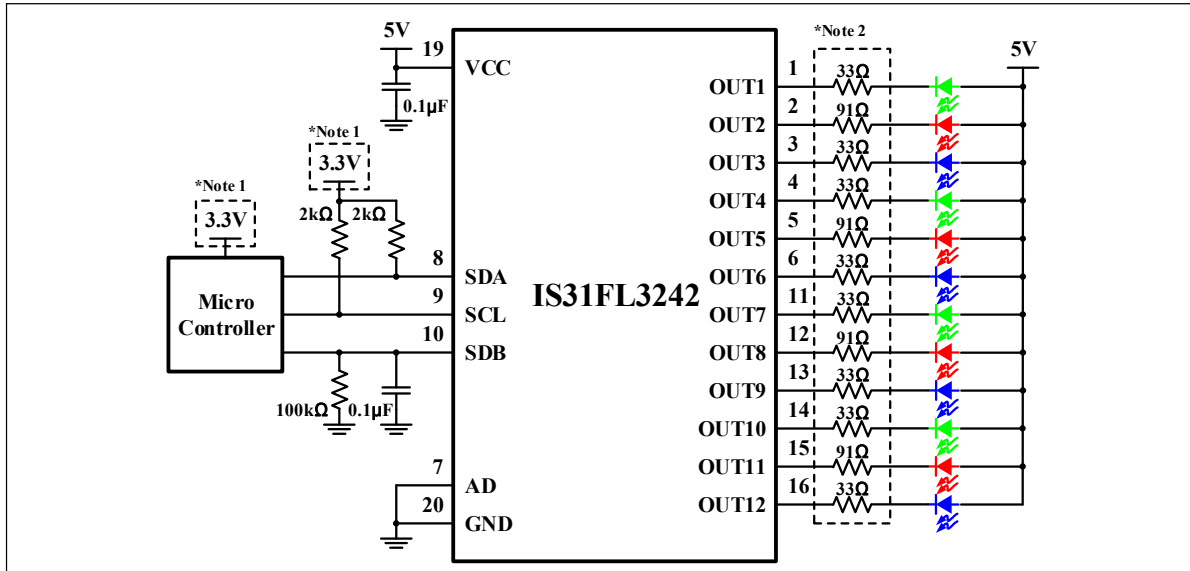 5V
19
VCC
0.1μF
*Note 1
3.3V
*Note 1
3.3V
2kΩ
2kΩ
Micro
Controller
8
SDA
9
SCL
10
SDB
100kΩ
0.1μF
7
AD
20
GND
IS31FL3242
*Note 2
5V
OUT1
1
33Ω
OUT2
2
91Ω
OUT3
3
33Ω
OUT4
4
33Ω
OUT5
5
91Ω
OUT6
6
33Ω
OUT7
11
33Ω
OUT8
12
91Ω
OUT9
13
33Ω
OUT10
14
33Ω
OUT11
15
91Ω
OUT12
16
33Ω